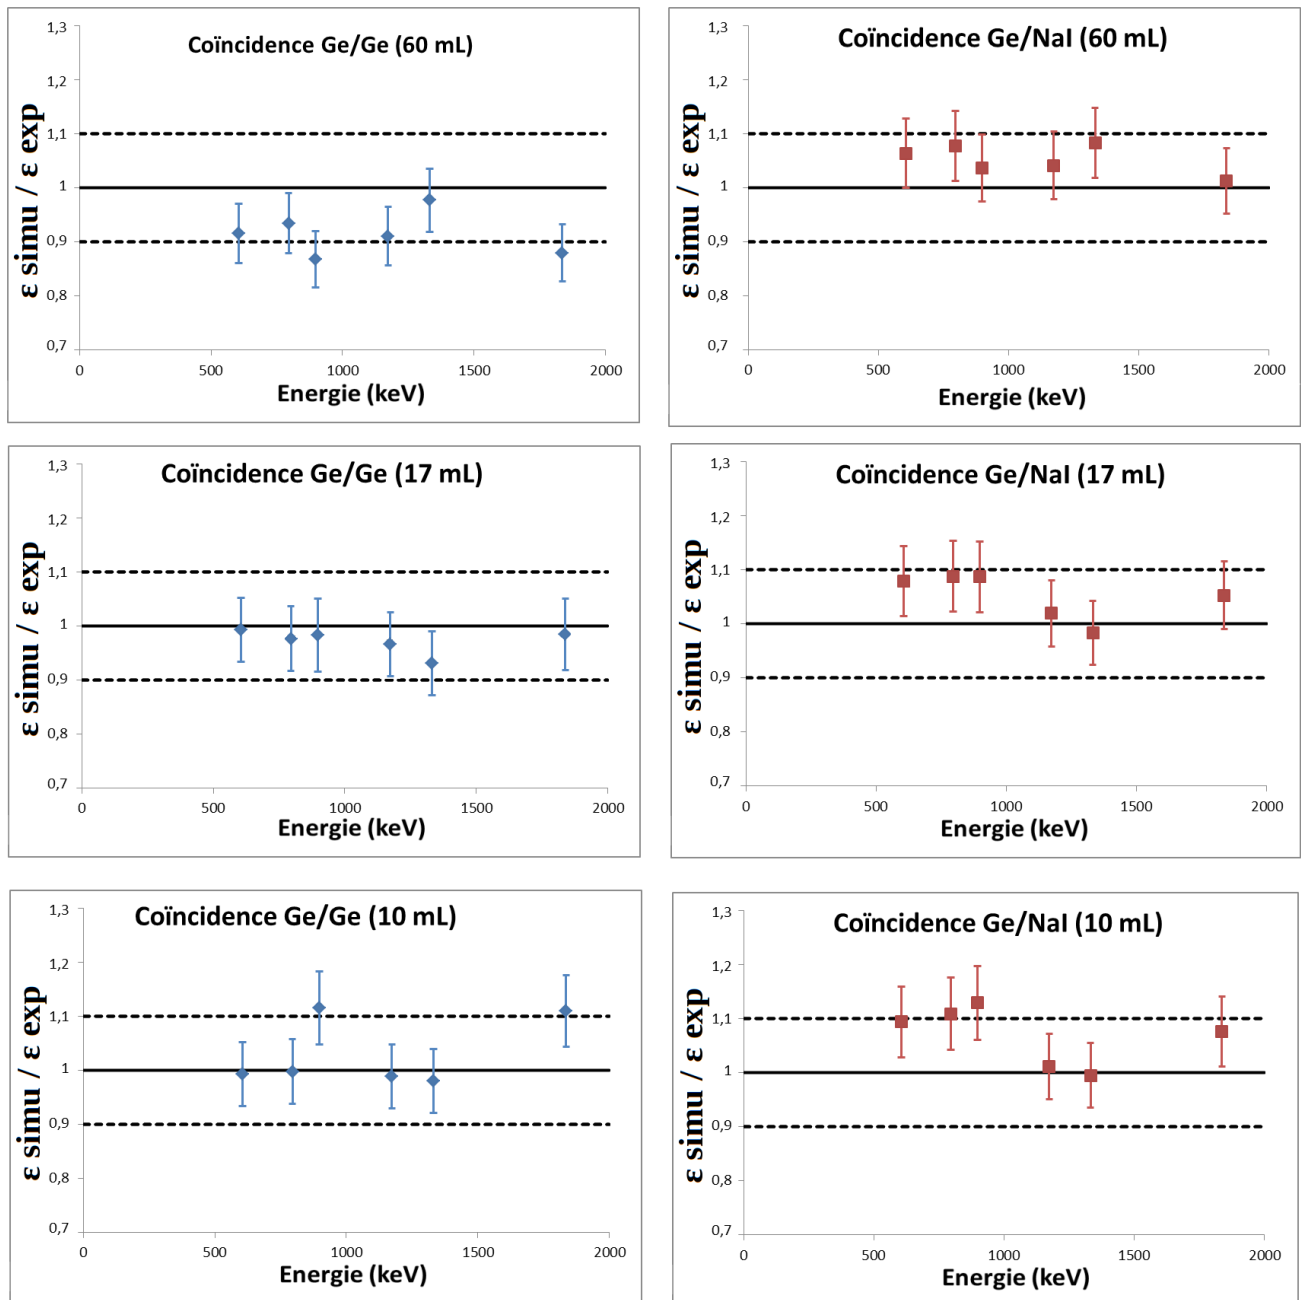 Coïncidence Ge/Ge (60 mL)
ε simu / ε exp
1,3
1,2
1,1
1
0,9
0,8
0,7
0 500 1000 1500 2000
Energie (keV)
Coïncidence Ge/NaI (60 mL)
ε simu / ε exp
1,3
1,2
1,1
1
0,9
0,8
0,7
0 500 1000 1500 2000
Energie (keV)
Coïncidence Ge/Ge (17 mL)
ε simu / ε exp
1,3
1,2
1,1
1
0,9
0,8
0,7
0 500 1000 1500 2000
Energie (keV)
Coïncidence Ge/NaI (17 mL)
ε simu / ε exp
1,3
1,2
1,1
1
0,9
0,8
0,7
0 500 1000 1500 2000
Energie (keV)
Coïncidence Ge/Ge (10 mL)
ε simu / ε exp
1,3
1,2
1,1
1
0,9
0,8
0,7
0 1000 1500 2000
Energie (keV)
Coïncidence Ge/NaI (10 mL)
ε simu / ε exp
1,3
1,2
1,1
1
0,9
0,8
0,7
0 500 1000 1500 2000
Energie (keV)